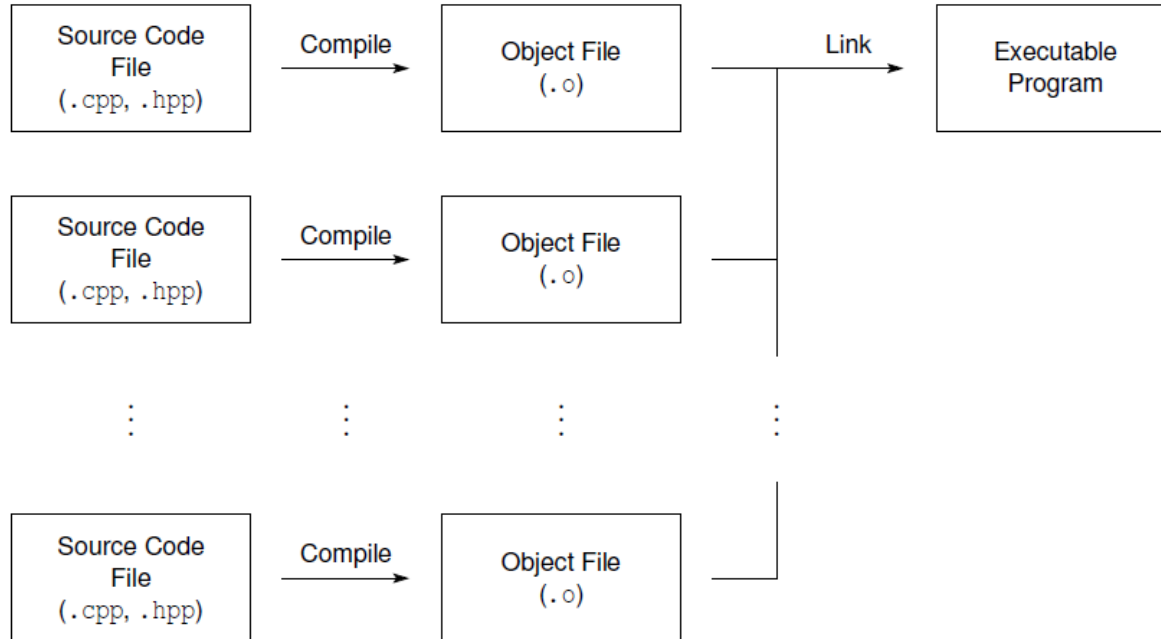 Source Code
File
(.cpp, .hpp)
Compile
Object File
(.o)
Link
Executable
Program
Source Code
File
(.cpp, .hpp)
Compile
Object File
(.o)
Source Code
File
(.cpp, .hpp)
Compile
Object File
(.o)